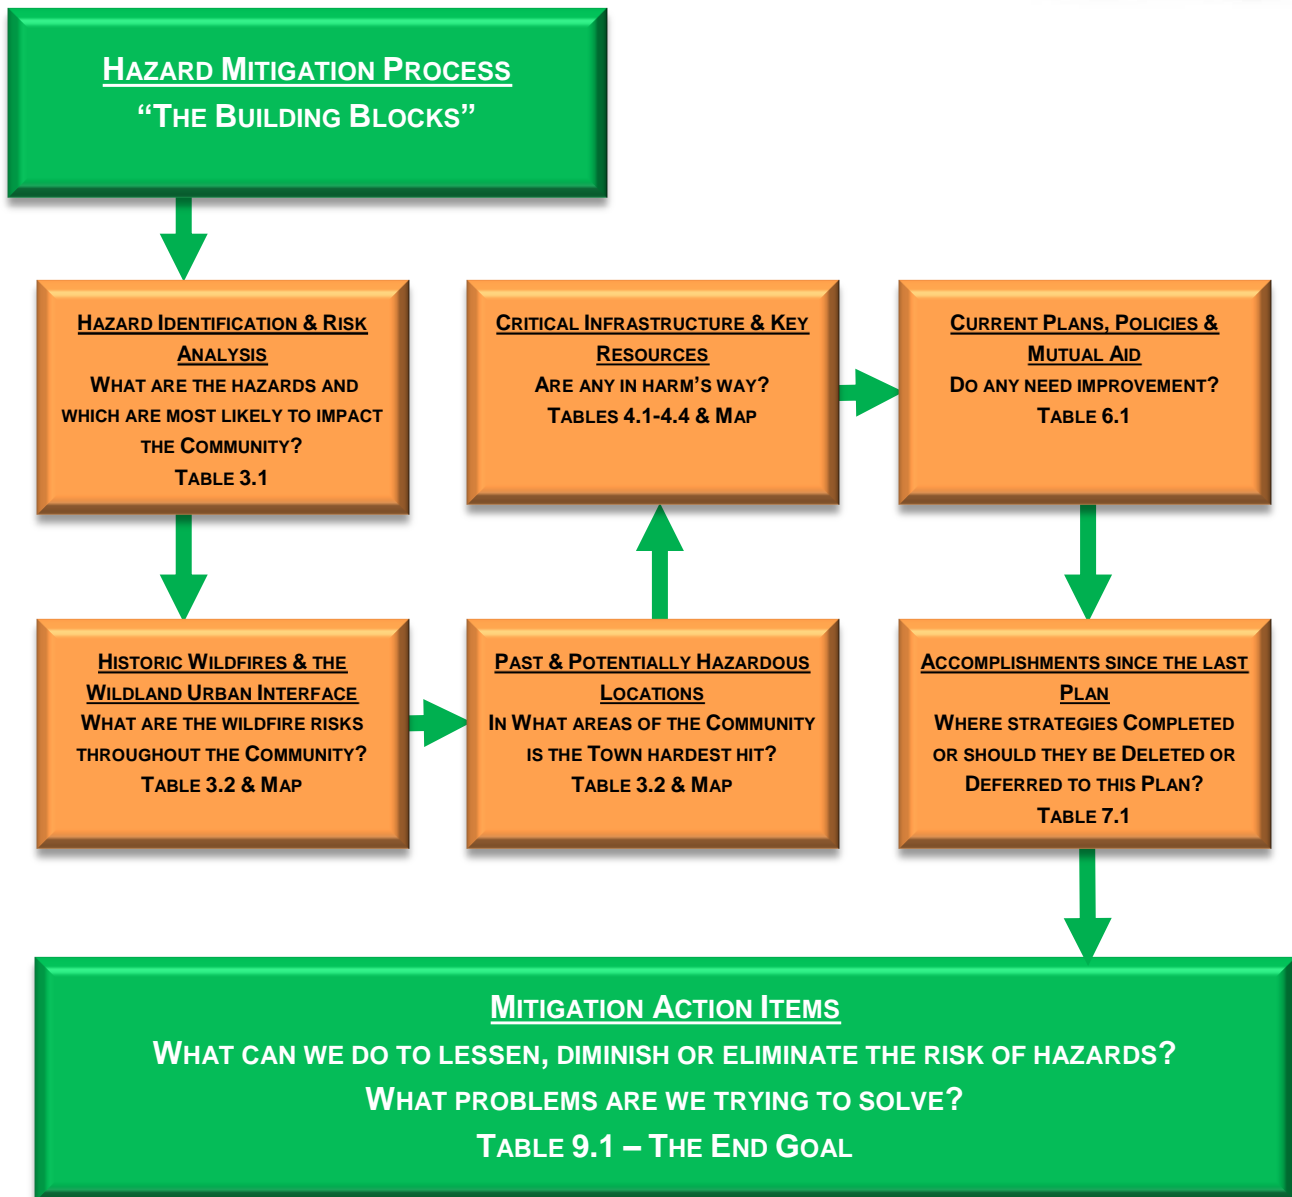 HAZARD MITIGATION PROCESS
“THE BUILDING BLOCKS”
HAZARD IDENTIFICATION & RISK
ANALYSIS
WHAT ARE THE HAZARDS AND
WHICH ARE MOST LIKELY TO IMPACT
THE COMMUNITY?
TABLE 3.1
HISTORIC WILDFIRES & THE
WILDLAND URBAN INTERFACE
WHAT ARE THE WILDFIRE RISKS
THROUGHOUT THE COMMUNITY?
TABLE 3.2 & MAP
PAST & POTENTIALLY HAZARDOUS
LOCATIONS
IN WHAT AREAS OF THE COMMUNITY
IS THE TOWN HARDEST HIT?
TABLE 3.2 & MAP
CRITICAL INFRASTRUCTURE & KEY
RESOURCES
ARE ANY IN HARM’S WAY?
TABLES 4.1-4.4 & MAP
CURRENT PLANS, POLICIES &
MUTUAL AID
DO ANY NEED IMPROVEMENT?
TABLE 6.1
ACCOMPLISHMENTS SINCE THE LAST
PLAN
WHERE STRATEGIES COMPLETED
OR SHOULD THEY BE DELETED OR
DEFERRED TO THIS PLAN?
TABLE 7.1
MITIGATION ACTION ITEMS
WHAT CAN WE DO TO LESSEN, DIMINISH OR ELIMINATE THE RISK OF HAZARDS?
WHAT PROBLEMS ARE WE TRYING TO SOLVE?
TABLE 9.1 – THE END GOAL